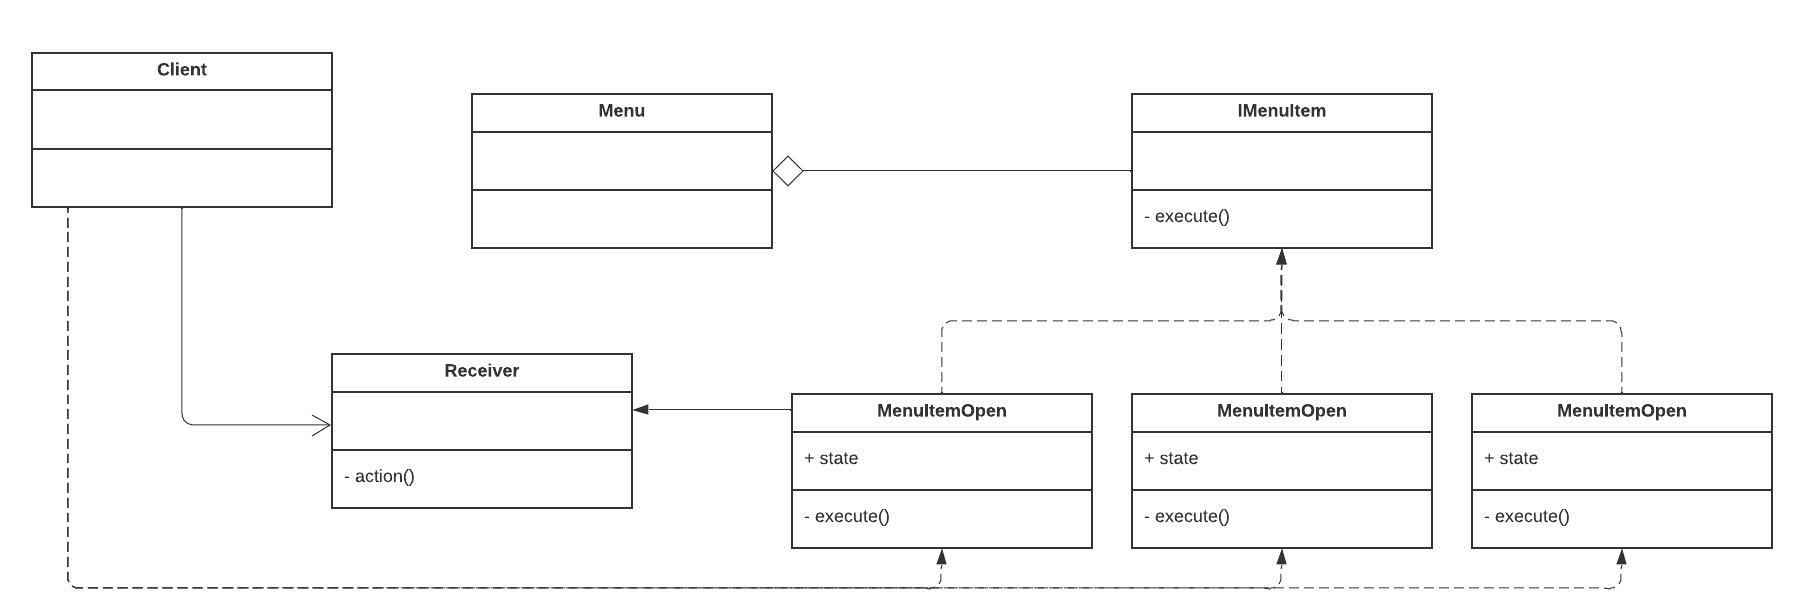 Client
Menu
IMenuItem
- execute()
Receiver
- action()
MenuItemOpen
+ state
- execute()
MenuItemOpen
+ state
- execute()
MenuItemOpen
+ state
- execute()